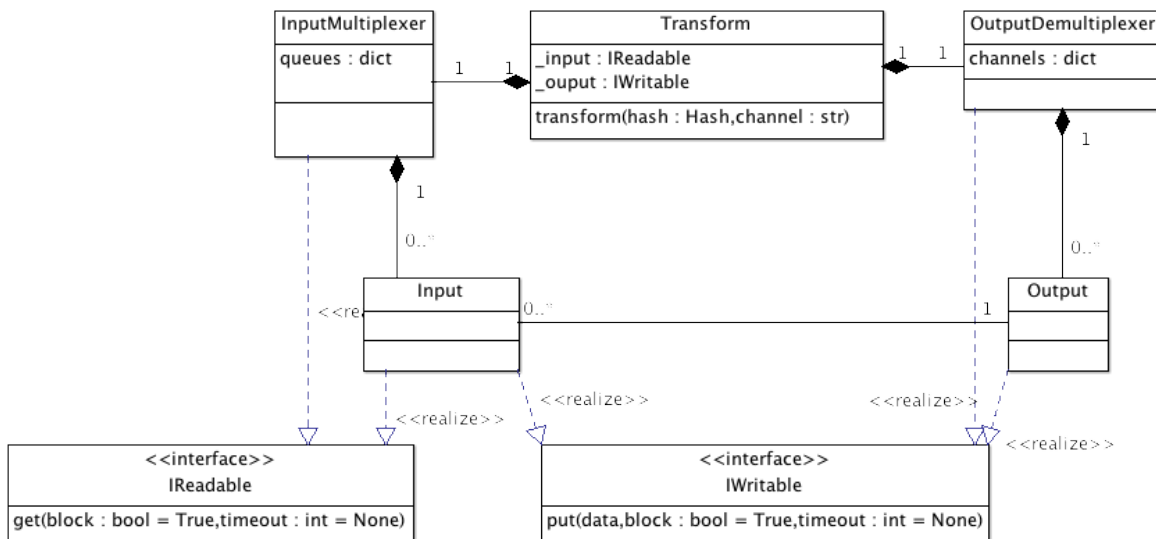 InputMultiplexer
queues : dict
Transform
_input : IReadable
_ouput : IWritable
transform(hash : Hash,channel : str)
OutputDemultiplexer
channels : dict
1
1
1
1
1
1
0..*
0..*
Input
Output
<<re
0..*
1
<<realize>>
<<realize>>
<<realize>>
<<realize>>
<<interface>>
IReadable
get(block : bool = True,timeout : int = None)
<<interface>>
IWritable
put(data,block : bool = True,timeout : int = None)